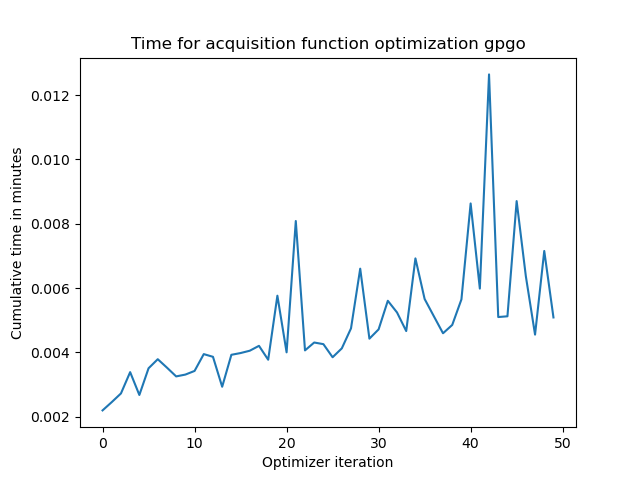 Time for acquisition function optimization gpgo
Cumulative time in minutes
0.012
0.010
0.008
0.006
0.004
0.002
0 10 20 30 40 50
Optimizer iteration